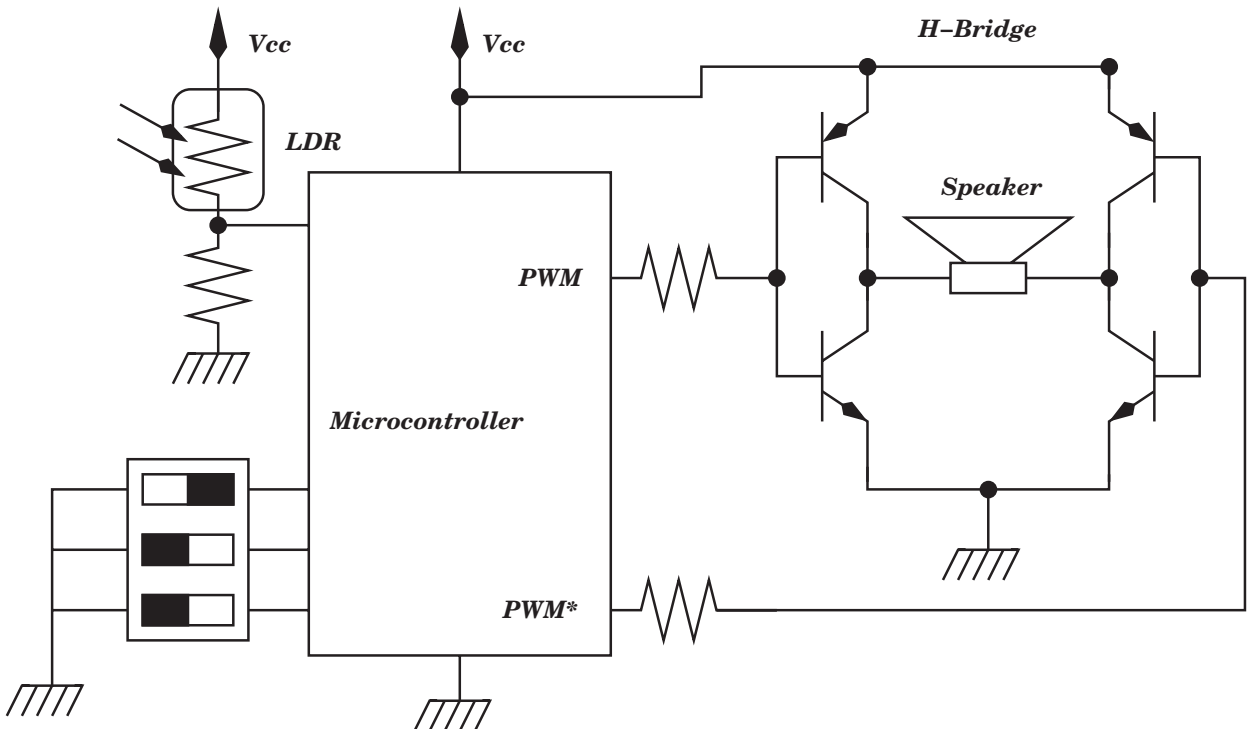 Vcc
Vcc
H–Bridge
LDR
Speaker
PWM
Microcontroller
PWM*